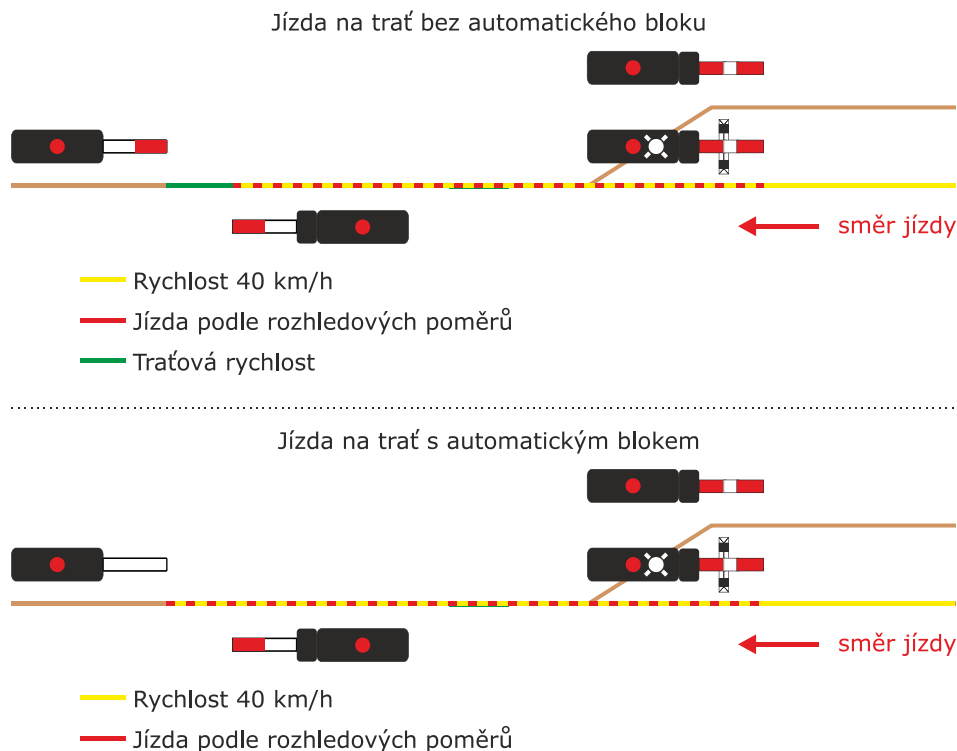 Jízda na trať bez automatického bloku
směr jízdy
Rychlost 40 km/h
Jízda podle rozhledových poměrů
Traťová rychlost
Jízda na trať s automatickým blokem
směr jízdy
Rychlost 40 km/h
Jízda podle rozhledových poměrů